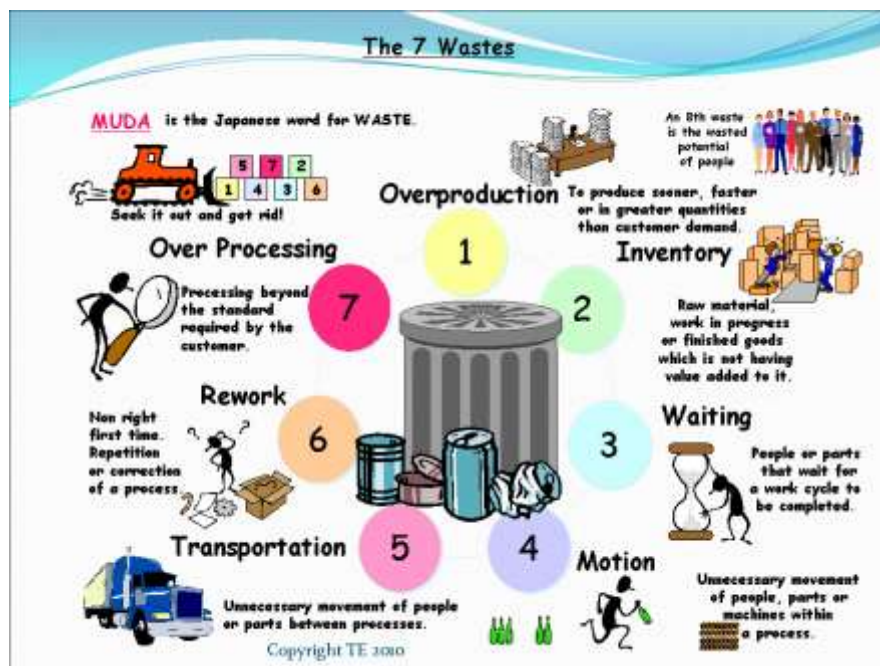 The 7 Wastes
MUDA is the Japanese word for WASTE.
5 7 2
1 4 3 6
Seek it out and get rid!
An 8th waste
is the wasted
potential
of people
Overproduction
To produce sooner, faster
or in greater quantities
than customer demand.
1
Inventory
2
Raw material,
work in progress
or finished goods
which is not having
value added to it.
Waiting
3
People or parts
that wait for
a work cycle to
be completed.
Motion
4
Unnecessary movement
of people, parts or
machines within
a process.
Transportation
5
Unnecessary movement of people
or parts between processes.
Rework
6
Non right
first time.
Repetition
or correction
of a process.
Over Processing
7
Processing beyond
the standard
required by the
customer.
Copyright TE 2010